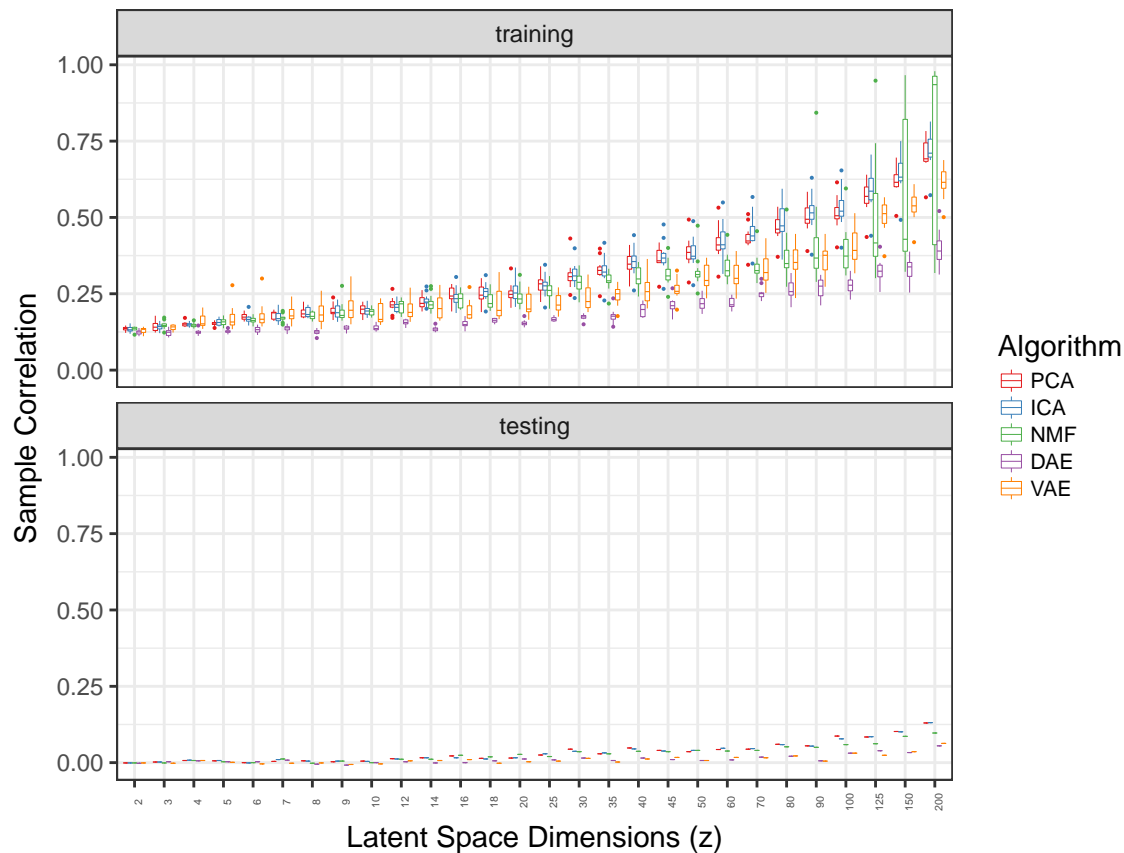 training
1.00
0.75
0.50
0.25
0.00
testing
1.00
0.75
0.50
0.25
0.00
2 3 4 5 6 7 8 9 10 12 14 16 18 20 25 30 35 40 45 50 60 70 80 90 100 125 150 200
Latent Space Dimensions (z)
Sample Correlation
Algorithm
PCA
ICA
NMF
DAE
VAE